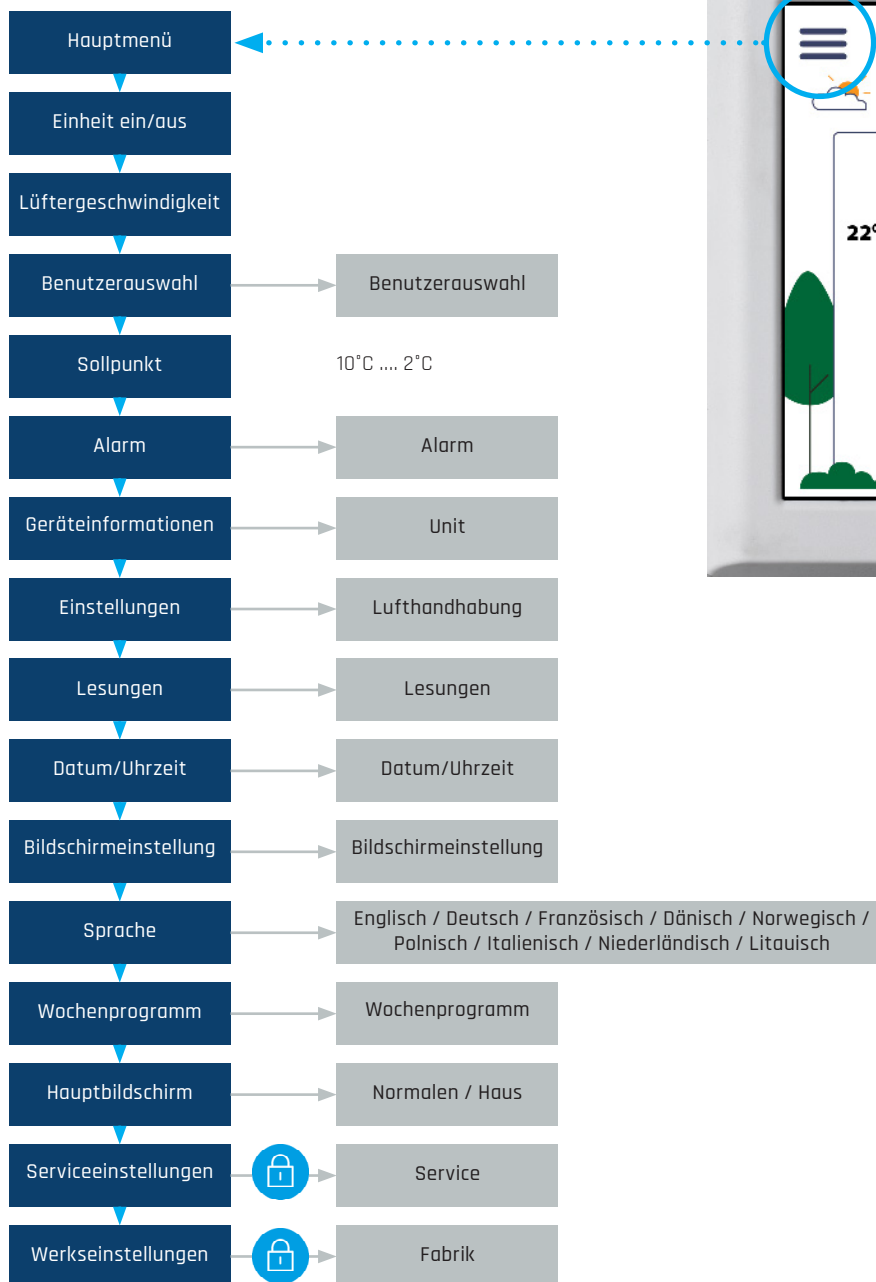 Hauptmenü
Einheit ein/aus
Lüftergeschwindigkeit
Benutzerauswahl
Benutzerauswahl
Sollpunkt
10°C .... 2°C
Alarm
Alarm
Geräteinformationen
Unit
Einstellungen
Lufthandhabung
Lesungen
Lesungen
Datum/Uhrzeit
Datum/Uhrzeit
Bildschirmeinstellung
Bildschirmeinstellung
Sprache
Englisch / Deutsch / Französisch / Dänisch / Norwegisch /
Polnisch / Italienisch / Niederländisch / Litauisch
Wochenprogramm
Wochenprogramm
Hauptbildschirm
Normalen / Haus
Serviceeinstellungen
Service
Werkseinstellungen
Fabrik
22°